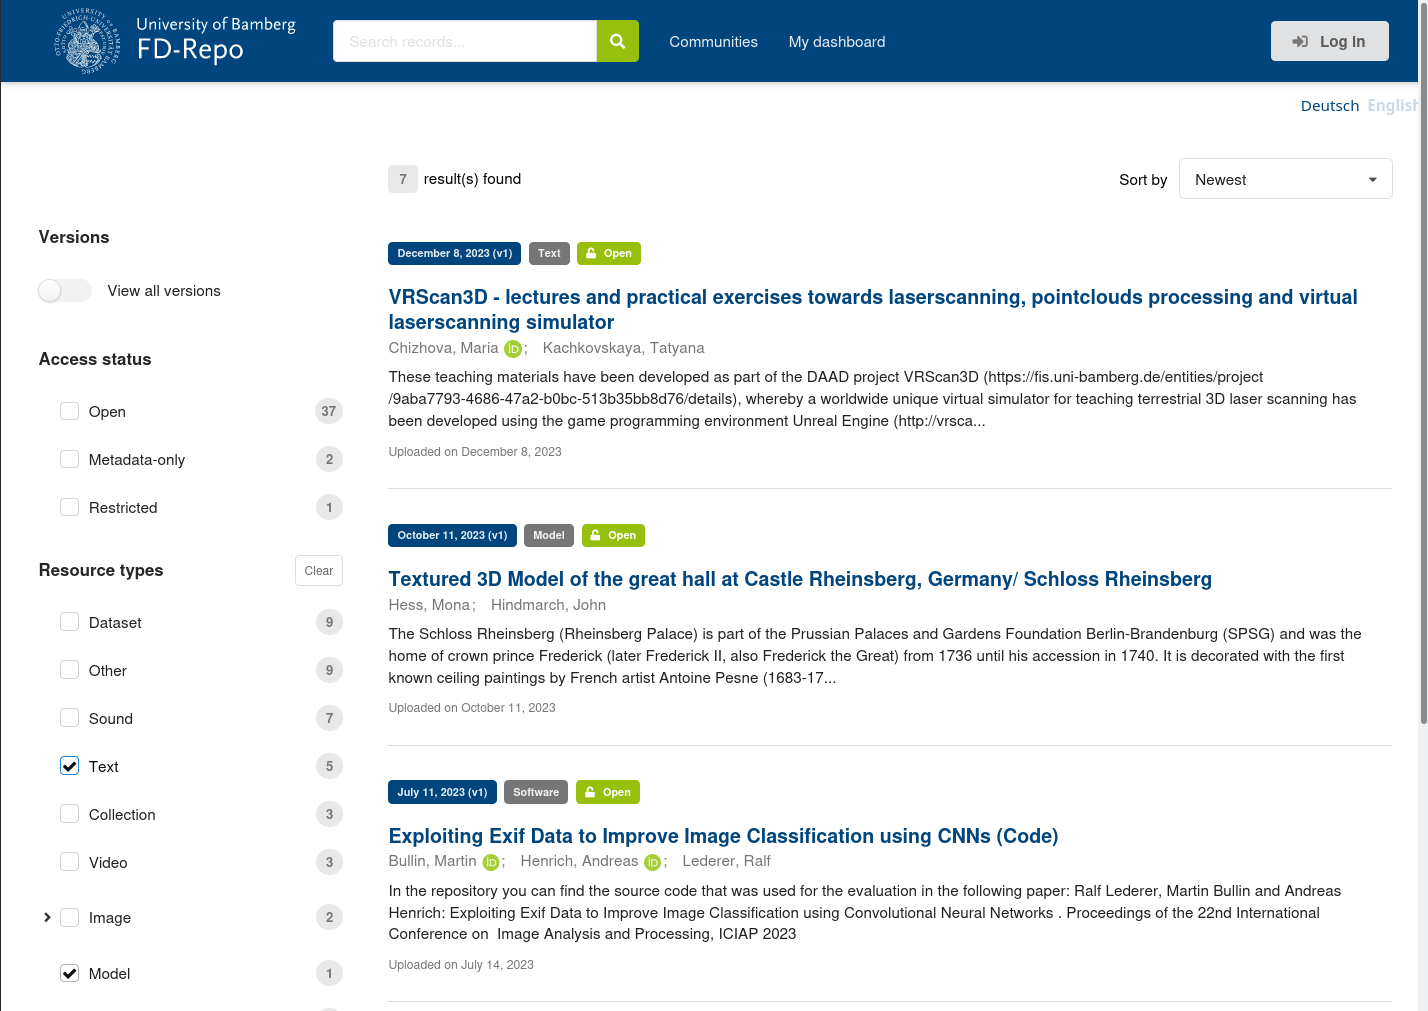 University of Bamberg
FD-Repo
Search records...
Communities
My dashboard
Log in
Deutsch English
7 result(s) found
Sort by
Newest
Versions
View all versions
Access status
Open 37
Metadata-only 2
Restricted 1
Resource types
Clear
Dataset 9
Other 9
Sound 7
Text 5
Collection 3
Video 3
Image 2
Model 1
December 8, 2023 (v1) Text Open
VRScan3D - lectures and practical exercises towards laserscanning, pointclouds processing and virtual
laserscanning simulator
Chizhova, Maria iD; Kachkovskaya, Tatyana
These teaching materials have been developed as part of the DAAD project VRScan3D (https://fis.uni-bamberg.de/entities/project
/9aba7793-4686-47a2-b0bc-513b35bb8d76/details), whereby a worldwide unique virtual simulator for teaching terrestrial 3D laser scanning has
been developed using the game programming environment Unreal Engine (http://vrsca...
Uploaded on December 8, 2023
October 11, 2023 (v1) Model Open
Textured 3D Model of the great hall at Castle Rheinsberg, Germany/ Schloss Rheinsberg
Hess, Mona; Hindmarch, John
The Schloss Rheinsberg (Rheinsberg Palace) is part of the Prussian Palaces and Gardens Foundation Berlin-Brandenburg (SPSG) and was the
home of crown prince Frederick (later Frederick II, also Frederick the Great) from 1736 until his accession in 1740. It is decorated with the first
known ceiling paintings by French artist Antoine Pesne (1683-17...
Uploaded on October 11, 2023
July 11, 2023 (v1) Software Open
Exploiting Exif Data to Improve Image Classification using CNNs (Code)
Bullin, Martin iD; Henrich, Andreas iD; Lederer, Ralf
In the repository you can find the source code that was used for the evaluation in the following paper: Ralf Lederer, Martin Bullin and Andreas
Henrich: Exploiting Exif Data to Improve Image Classification using Convolutional Neural Networks . Proceedings of the 22nd International
Conference on  Image Analysis and Processing, ICIAP 2023
Uploaded on July 14, 2023